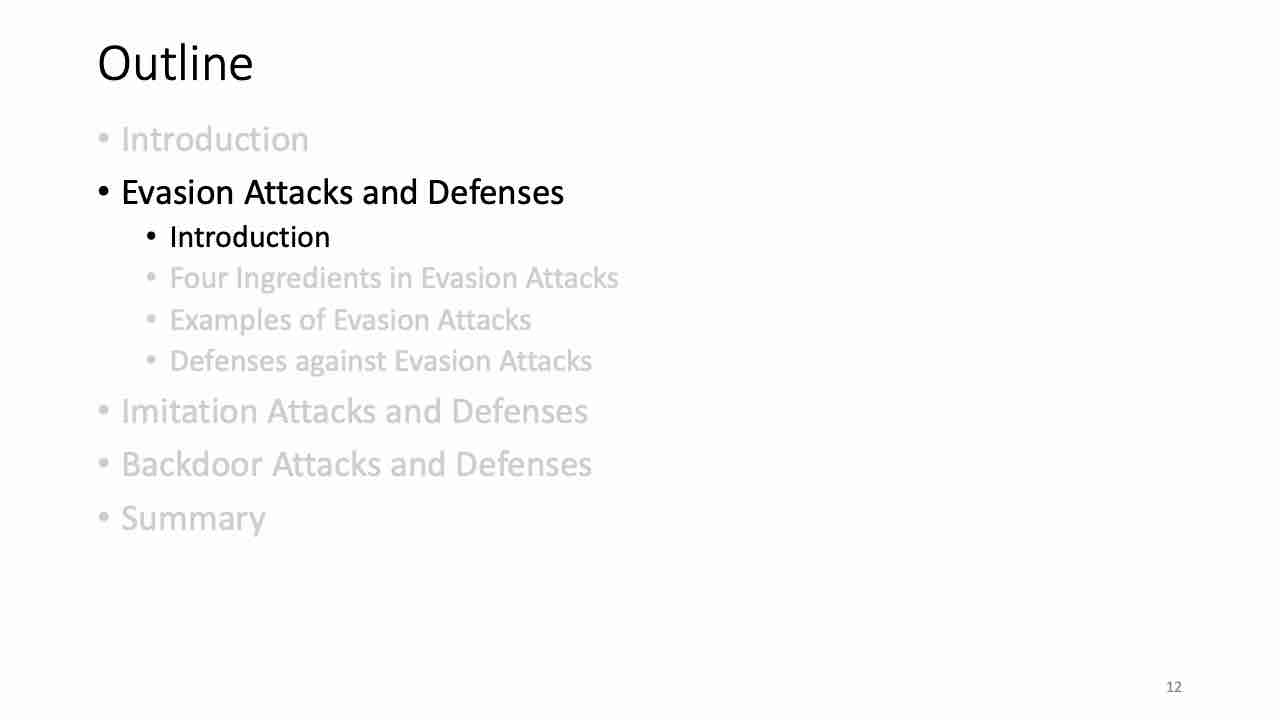 Outline
• Introduction
• Evasion Attacks and Defenses
• Introduction
• Four Ingredients in Evasion Attacks
• Examples of Evasion Attacks
• Defenses against Evasion Attacks
• Imitation Attacks and Defenses
• Backdoor Attacks and Defenses
• Summary
12